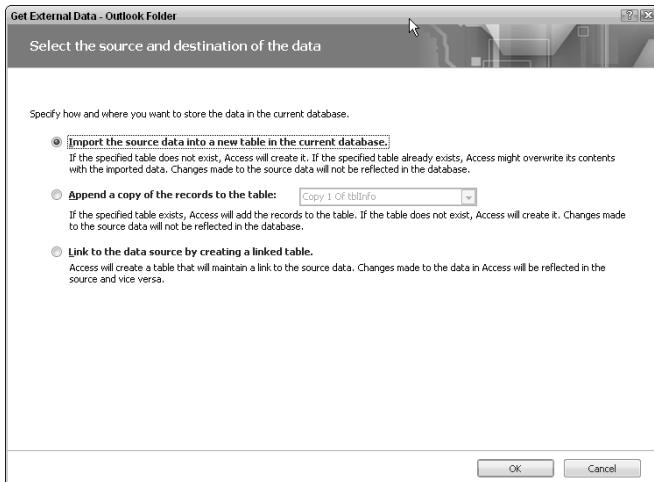 Get External Data - Outlook Folder
Select the source and destination of the data
Specify how and where you want to store the data in the current database.
Import the source data into a new table in the current database.
If the specified table does not exist, Access will create it. If the specified table already exists, Access might overwrite its contents
with the imported data. Changes made to the source data will not be reflected in the database.
Append a copy of the records to the table: Copy 1 Of tblInfo
If the specified table exists, Access will add the records to the table. If the table does not exist, Access will create it. Changes made
to the source data will not be reflected in the database.
Link to the data source by creating a linked table.
Access will create a table that will maintain a link to the source data. Changes made to the data in Access will be reflected in the
source and vice versa.
OK Cancel